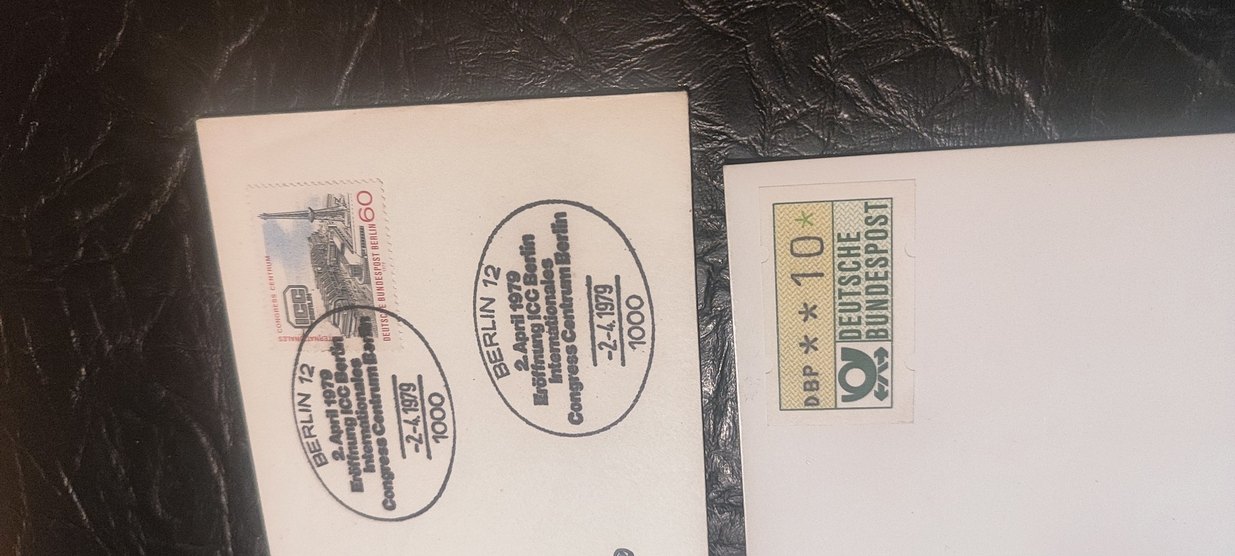 INTERNATIONALES
CONGRESS CENTRUM
ICC
BERLIN
60
DEUTSCHE BUNDESPOST BERLIN
BERLIN 12
2. April 1979
Eröffnung ICC Berlin
Internationales
Congress Centrum Berlin
-2.-4.1979
1000
BERLIN 12
2. April 1979
Eröffnung ICC Berlin
Internationales
Congress Centrum Berlin
-2.-4.1979
1000
DBP ** 10*
DEUTSCHE
BUNDESPOST